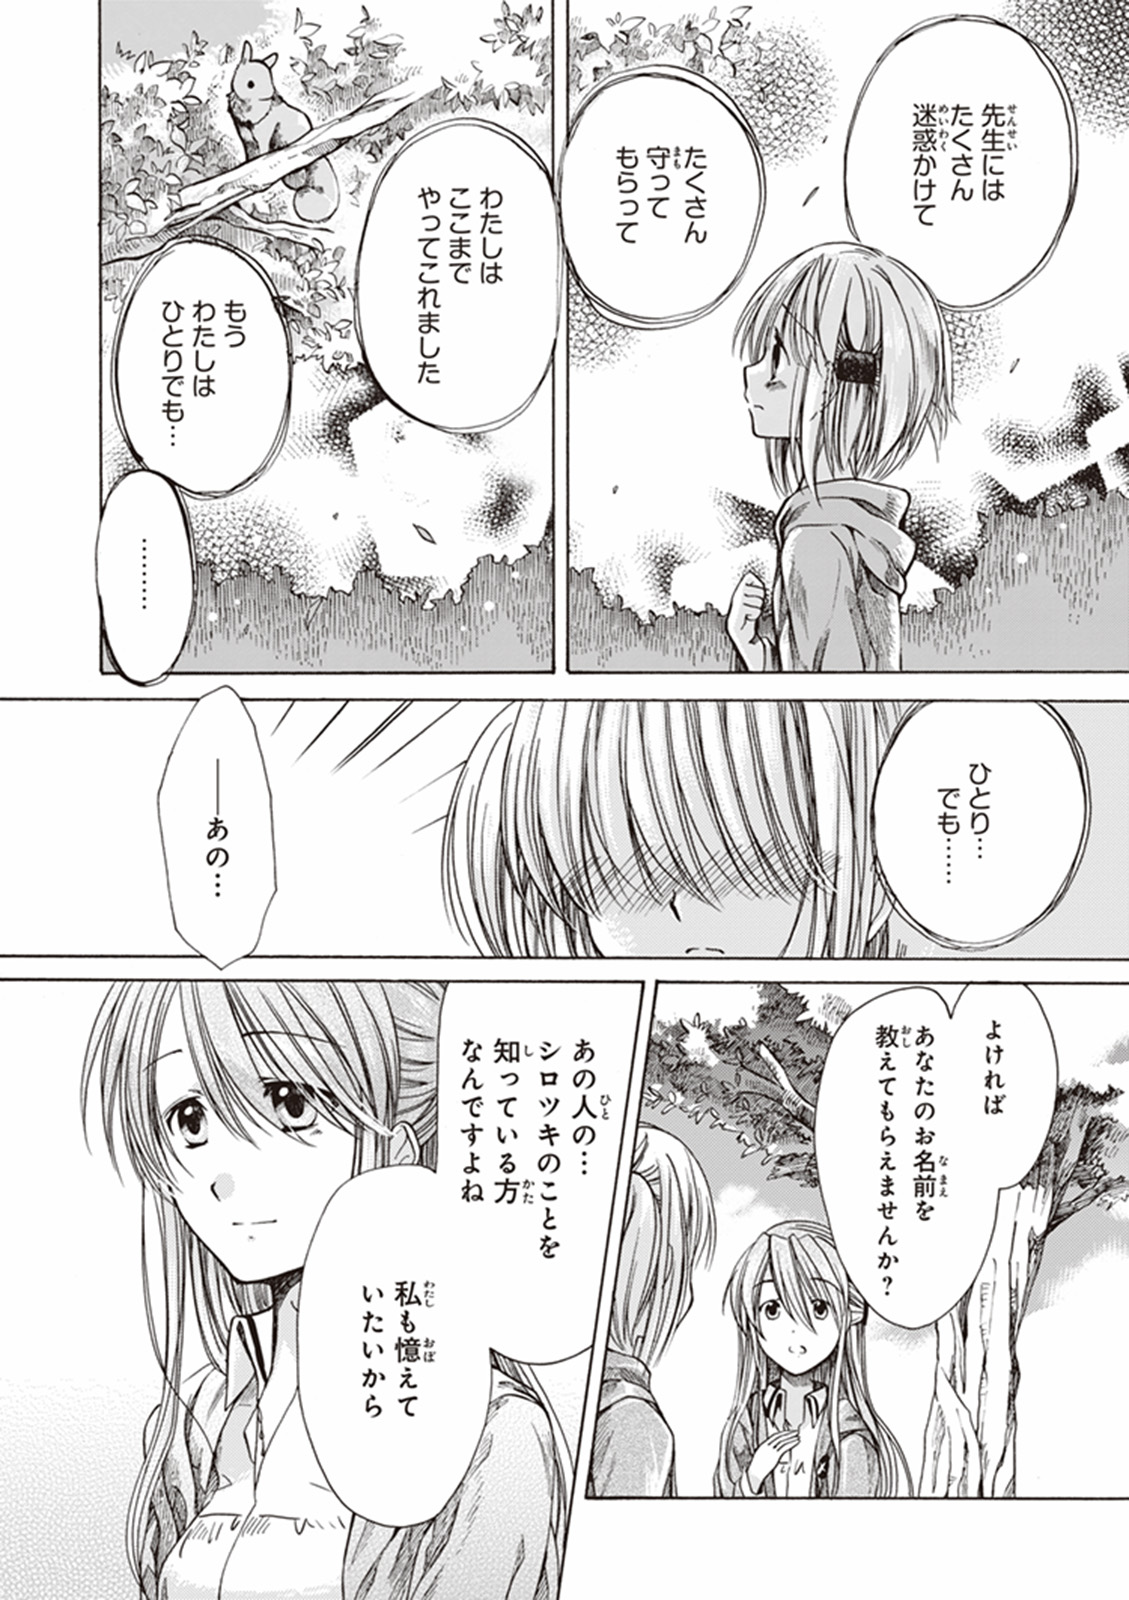 先生には
たくさん
迷惑かけて
たくさん
守って
もらって
わたしは
ここまで
やってこれました
もう
わたしは
ひとりでも…
………
ひとり…
でも……
――あの…
よければ
あなたのお名前を
教えてもらえませんか?
あの人の…
シロツキのことを
知っている方
なんですよね
私も憶えて
いたいから